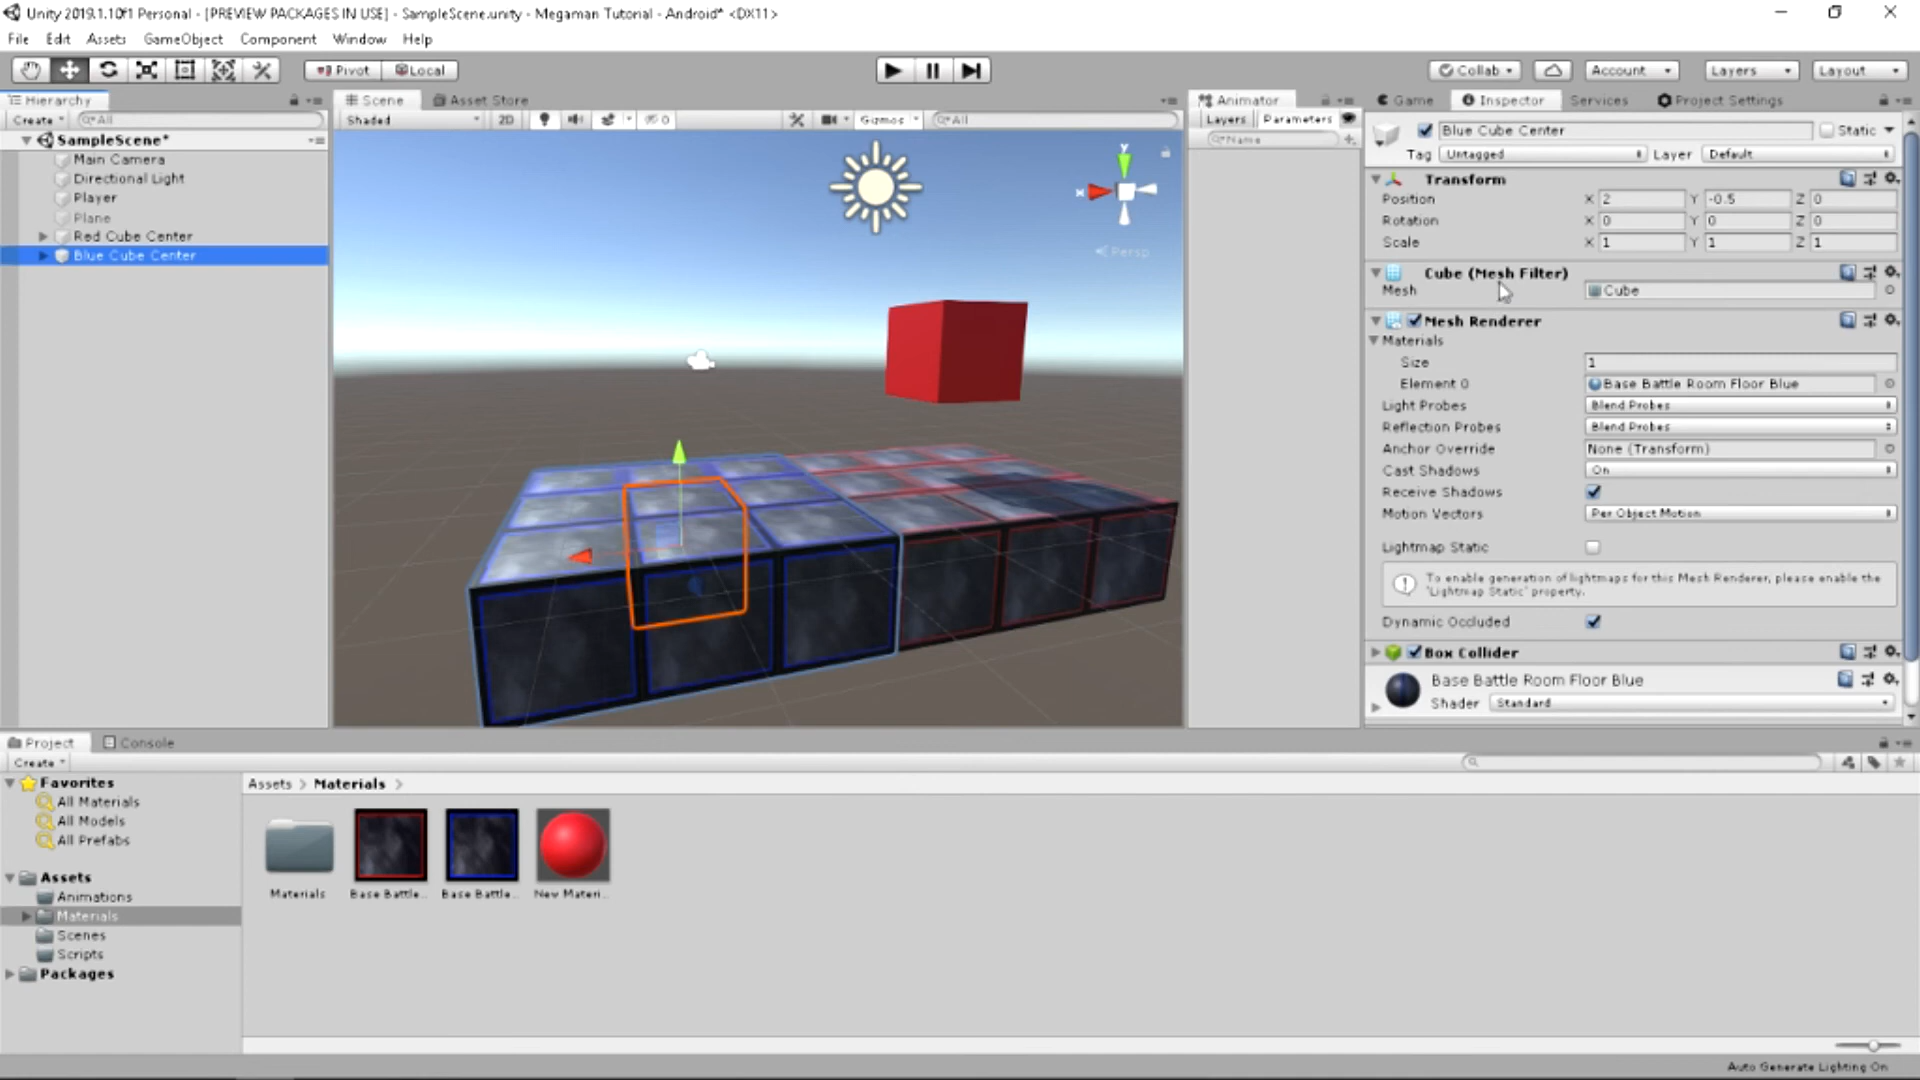 Unity 2019.1.10f1 Personal - [PREVIEW PACKAGES IN USE] - SampleScene.unity - Megaman Tutorial - Android* <DX11>
File Edit Assets GameObject Component Window Help
Pivot Local Collab Account Layers Layout
Hierarchy Scene Asset Store Animator Game Inspector Services Project Settings
Create All Shaded 2D 0 Gizmos All Layers Parameters
Name
SampleScene*
Main Camera
Directional Light
Player
Plane
Red Cube Center
Blue Cube Center
y
x
Persp
Blue Cube Center Static
Tag Untagged Layer Default
Transform
Position X 2 Y -0.5 Z 0
Rotation X 0 Y 0 Z 0
Scale X 1 Y 1 Z 1
Cube (Mesh Filter)
Mesh Cube
Mesh Renderer
Materials
Size 1
Element 0 Base Battle Room Floor Blue
Light Probes Blend Probes
Reflection Probes Blend Probes
Anchor Override None (Transform)
Cast Shadows On
Receive Shadows
Motion Vectors Per Object Motion
Lightmap Static
To enable generation of lightmaps for this Mesh Renderer, please enable the
'Lightmap Static' property.
Dynamic Occluded
Box Collider
Base Battle Room Floor Blue
Shader Standard
Project Console
Create
Favorites
All Materials
All Models
All Prefabs
Assets
Animations
Materials
Scenes
Scripts
Packages
Assets > Materials >
Materials Base Battle.. Base Battle.. New Materi..
Auto Generate Lighting On